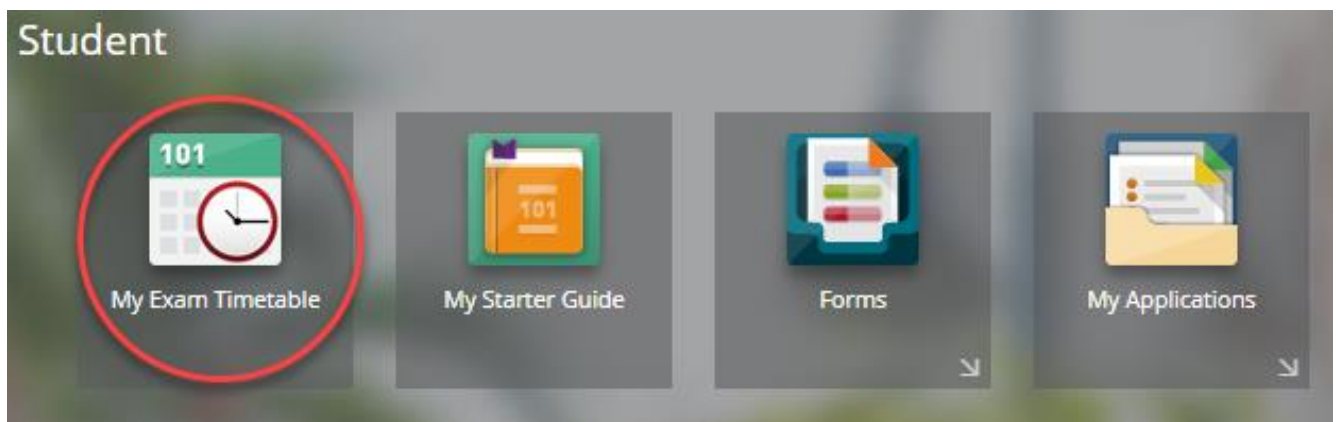 Student
101
101
My Exam Timetable
My Starter Guide
Forms
My Applications